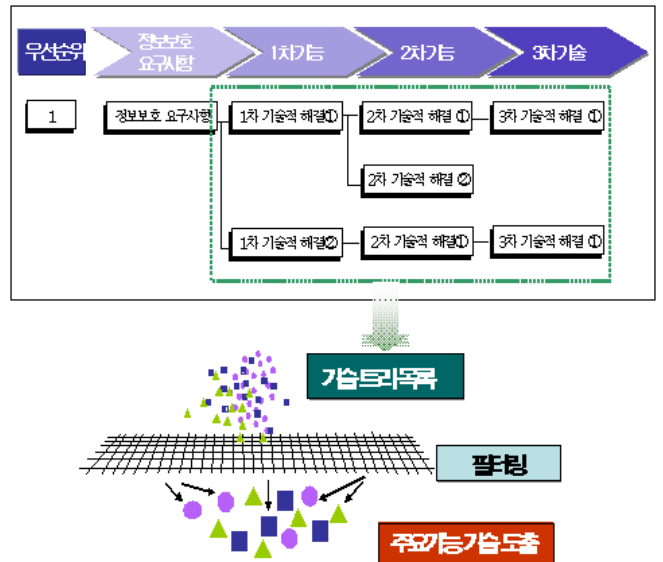 우선순위
정보보호
요구사항
1차기능
2차기능
3차기술
1
정보보호 요구사항
1차 기술적 해결①
2차 기술적 해결 ①
3차 기술적 해결 ①
2차 기술적 해결 ②
1차 기술적 해결②
2차 기술적 해결①
3차 기술적 해결 ①
기술트리목록
필터링
주요기능기술 도출